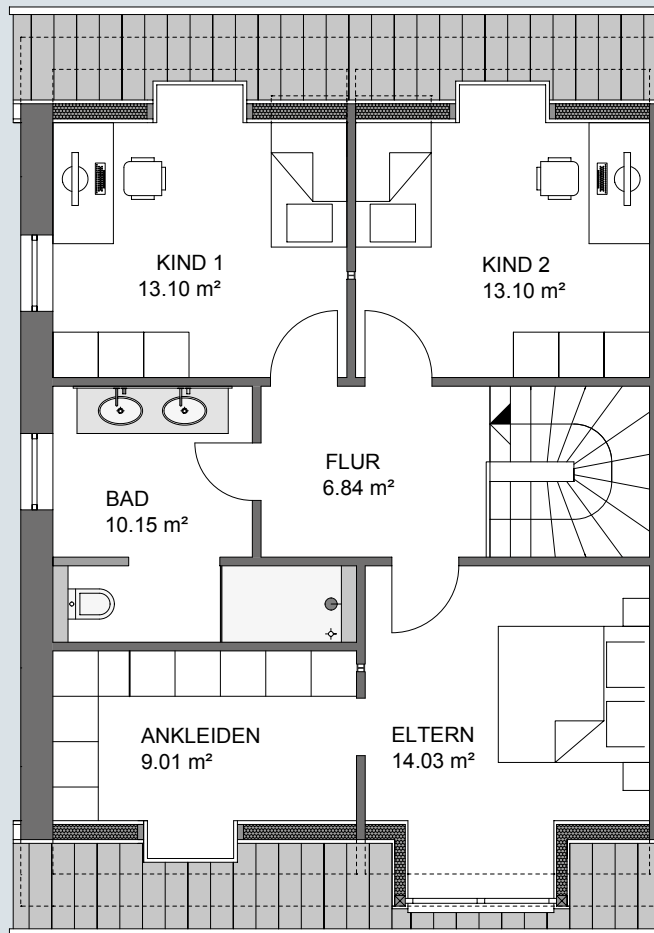 KIND 1
13.10 m²
KIND 2
13.10 m²
FLUR
6.84 m²
BAD
10.15 m²
ANKLEIDEN
9.01 m²
ELTERN
14.03 m²